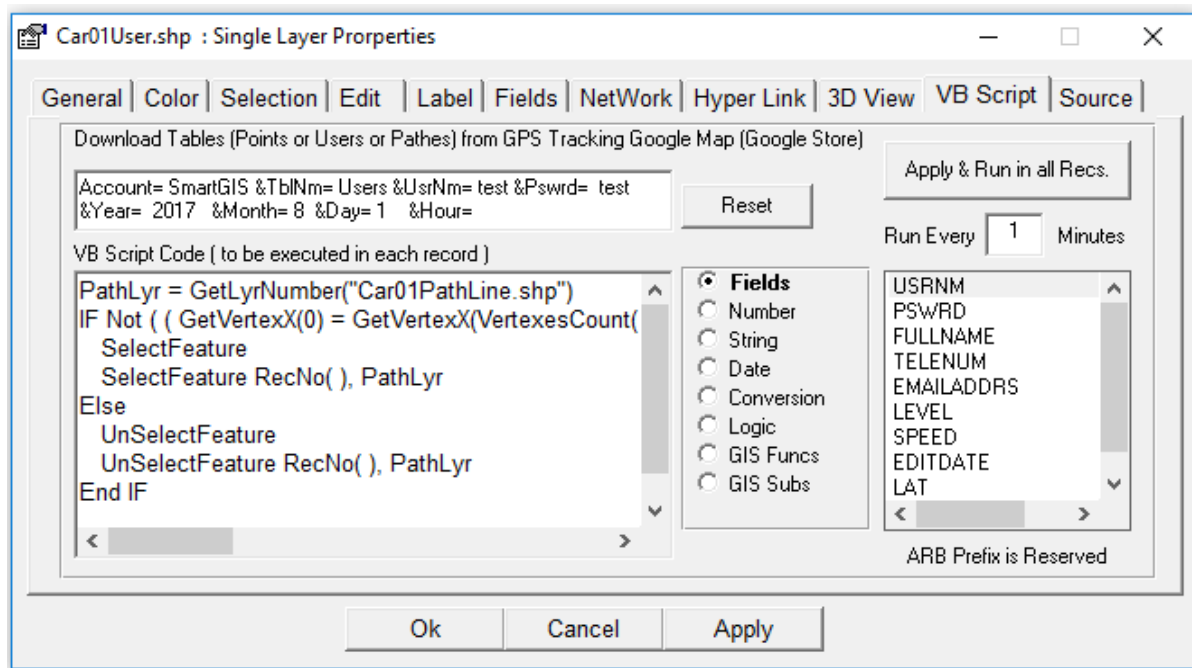 Car01User.shp : Single Layer Prorperties
General Color Selection Edit Label Fields NetWork Hyper Link 3D View VB Script Source
Download Tables (Points or Users or Pathes) from GPS Tracking Google Map (Google Store)
Account= SmartGIS &TblNm= Users &UsrNm= test &Pswrd= test
&Year= 2017 &Month= 8 &Day= 1 &Hour=
Reset
Apply & Run in all Recs.
Run Every 1 Minutes
VB Script Code ( to be executed in each record )
PathLyr = GetLyrNumber("Car01PathLine.shp")
IF Not ( ( GetVertexX(0) = GetVertexX(VertexesCount(
SelectFeature
SelectFeature RecNo( ), PathLyr
Else
UnSelectFeature
UnSelectFeature RecNo( ), PathLyr
End IF
Fields
Number
String
Date
Conversion
Logic
GIS Funcs
GIS Subs
USRNM
PSWRD
FULLNAME
TELENUM
EMAILADDRS
LEVEL
SPEED
EDITDATE
LAT
ARB Prefix is Reserved
Ok Cancel Apply